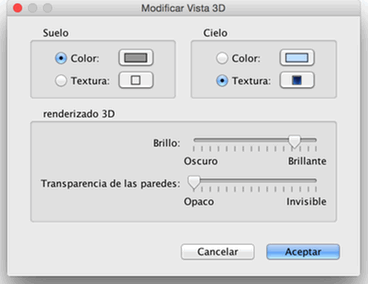 Modificar Vista 3D
Suelo
Cielo
Color:
Color:
Textura:
Textura:
renderizado 3D
Brillo:
Oscuro Brillante
Transparencia de las paredes:
Opaco Invisible
Cancelar Aceptar